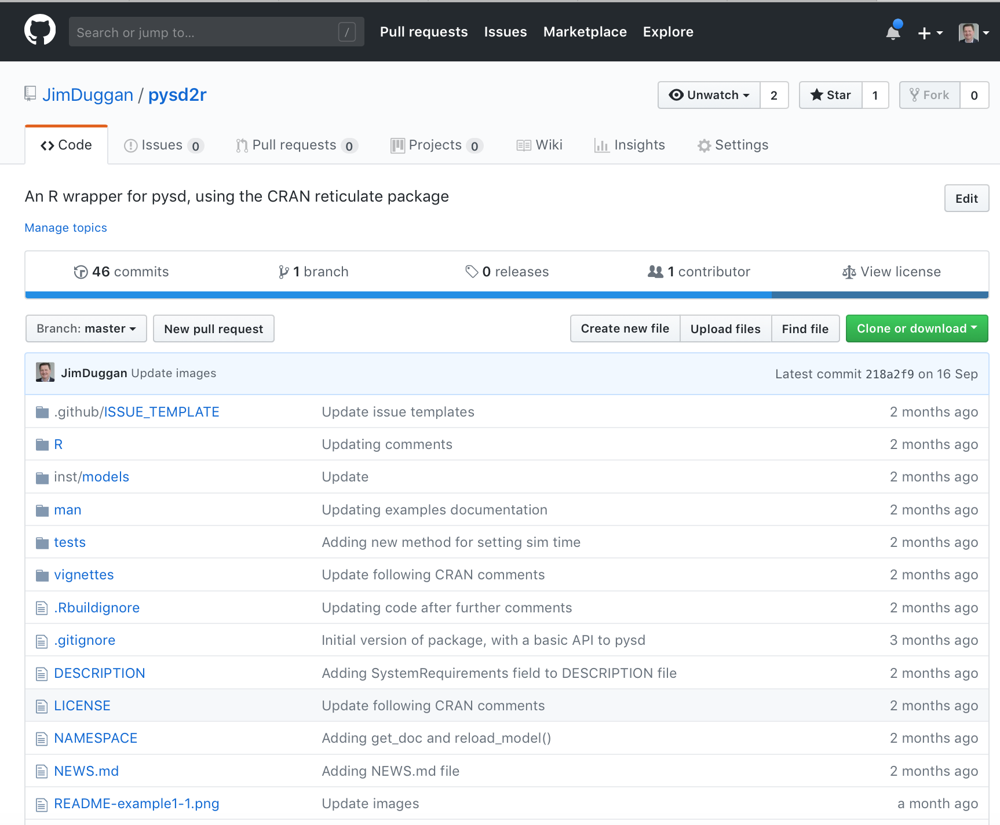 Search or jump to... / Pull requests Issues Marketplace Explore
JimDuggan / pysd2r Unwatch 2 Star 1 Fork 0
Code Issues 0 Pull requests 0 Projects 0 Wiki Insights Settings
An R wrapper for pysd, using the CRAN reticulate package Edit
Manage topics
46 commits 1 branch 0 releases 1 contributor View license
Branch: master New pull request Create new file Upload files Find file Clone or download
JimDuggan Update images Latest commit 218a2f9 on 16 Sep
.github/ISSUE_TEMPLATE Update issue templates 2 months ago
R Updating comments 2 months ago
inst/models Update 2 months ago
man Updating examples documentation 2 months ago
tests Adding new method for setting sim time 2 months ago
vignettes Update following CRAN comments 2 months ago
.Rbuildignore Updating code after further comments 2 months ago
.gitignore Initial version of package, with a basic API to pysd 3 months ago
DESCRIPTION Adding SystemRequirements field to DESCRIPTION file 2 months ago
LICENSE Update following CRAN comments 2 months ago
NAMESPACE Adding get_doc and reload_model() 2 months ago
NEWS.md Adding NEWS.md file 2 months ago
README-example1-1.png Update images a month ago